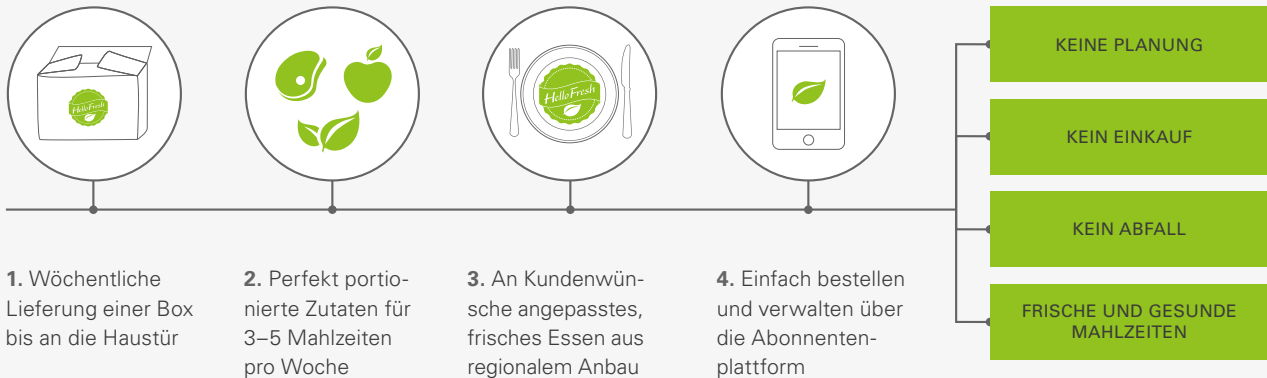 HelloFresh
HelloFresh
1. Wöchentliche
Lieferung einer Box
bis an die Haustür
2. Perfekt portio-
nierte Zutaten für
3–5 Mahlzeiten
pro Woche
3. An Kundenwün-
sche angepasstes,
frisches Essen aus
regionalem Anbau
4. Einfach bestellen
und verwalten über
die Abonnenten-
plattform
KEINE PLANUNG
KEIN EINKAUF
KEIN ABFALL
FRISCHE UND GESUNDE
MAHLZEITEN